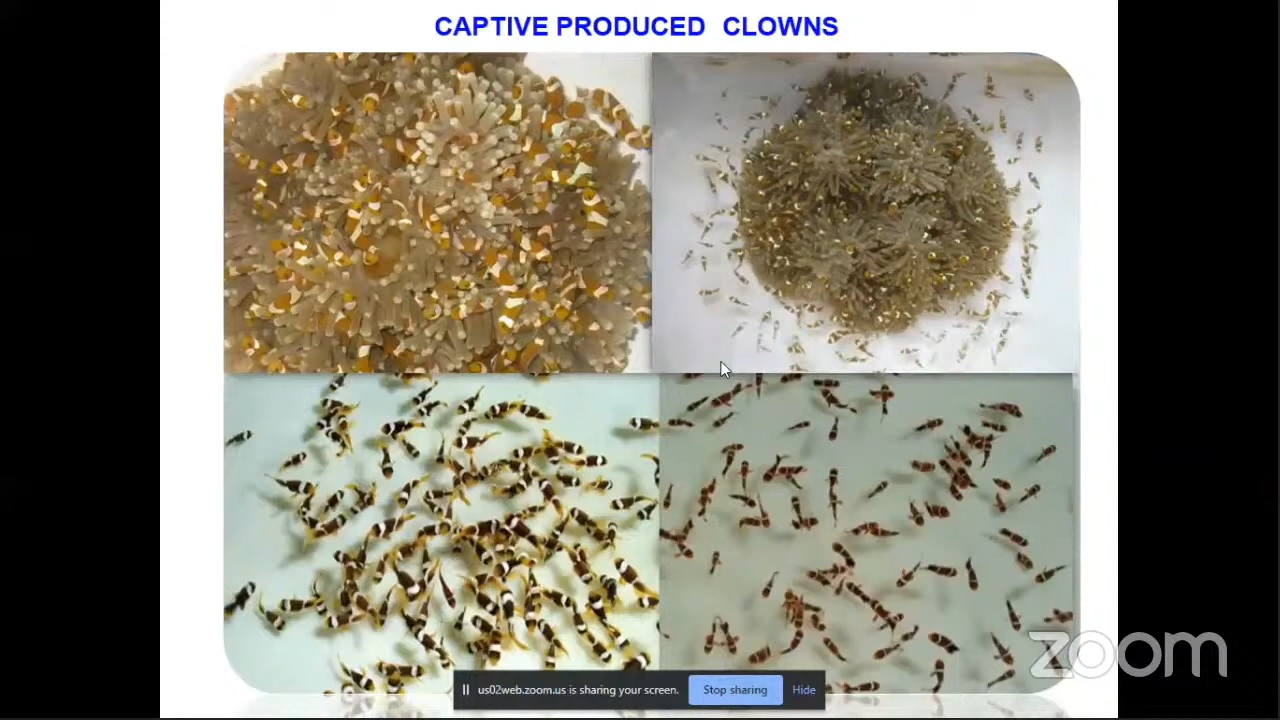 CAPTIVE PRODUCED CLOWNS
us02web.zoom.us is sharing your screen. Stop sharing Hide
zoom